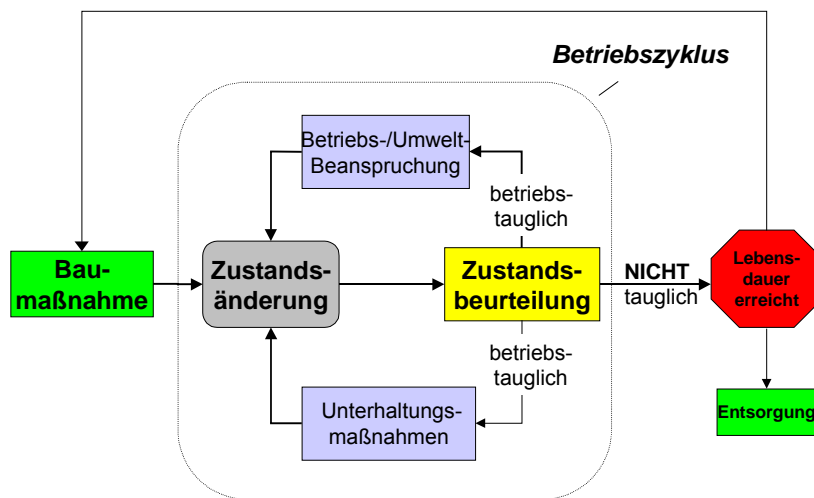 Betriebszyklus
Betriebs-/Umwelt-
Beanspruchung
betriebs-
tauglich
Bau-
maßnahme
Zustands-
änderung
Zustands-
beurteilung
NICHT
tauglich
Lebens-
dauer
erreicht
betriebs-
tauglich
Unterhaltungs-
maßnahmen
Entsorgung